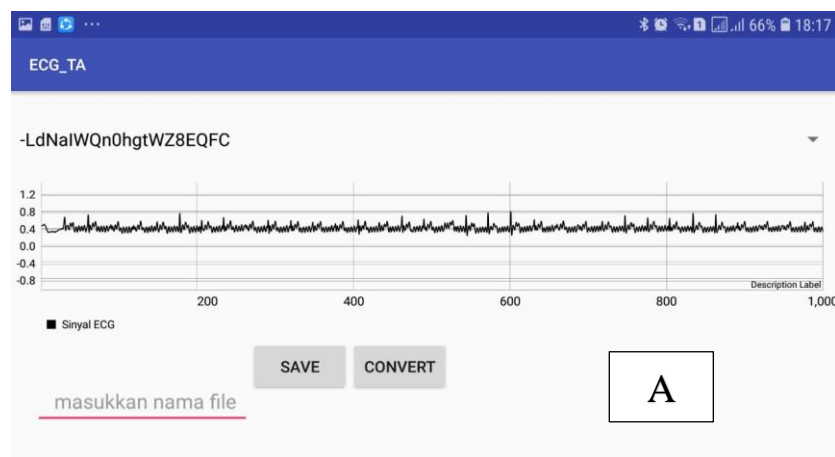 66% 18:17
ECG_TA
-LdNaIWQn0hgtWZ8EQFC
1.2
0.8
0.4
0.0
-0.4
-0.8
Description Label
200 400 600 800 1,000
Sinyal ECG
SAVE CONVERT
masukkan nama file
A